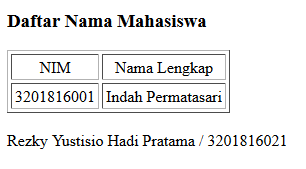 Daftar Nama Mahasiswa
NIM Nama Lengkap
3201816001 Indah Permatasari
Rezky Yustisio Hadi Pratama / 3201816021